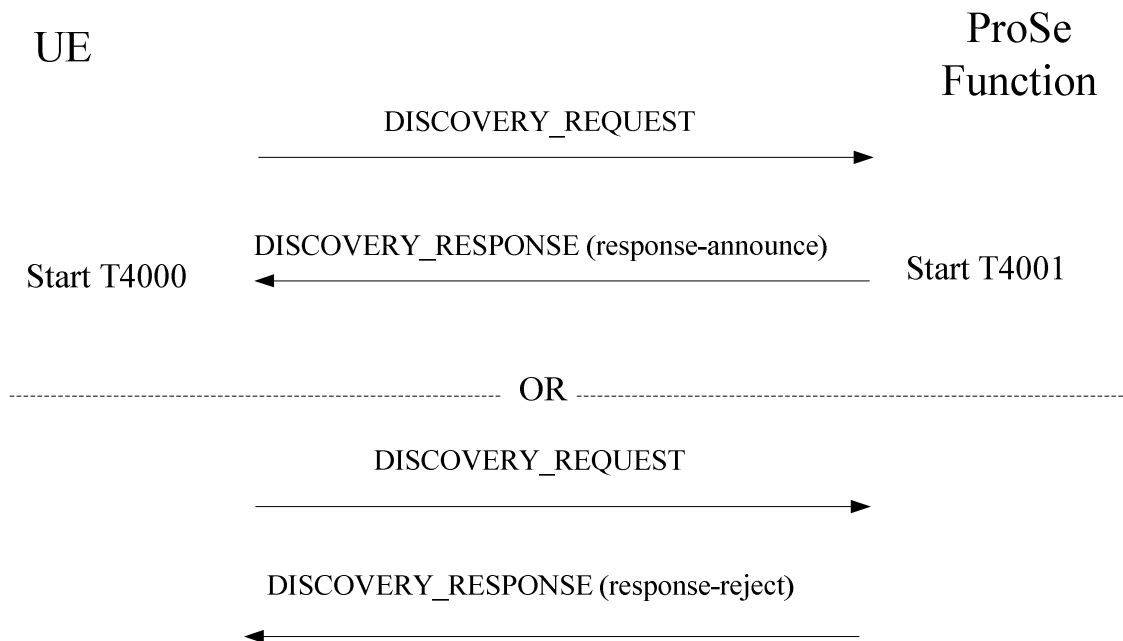 UE
ProSe
Function
DISCOVERY_REQUEST
DISCOVERY_RESPONSE (response-announce)
Start T4000
Start T4001
OR
DISCOVERY_REQUEST
DISCOVERY_RESPONSE (response-reject)